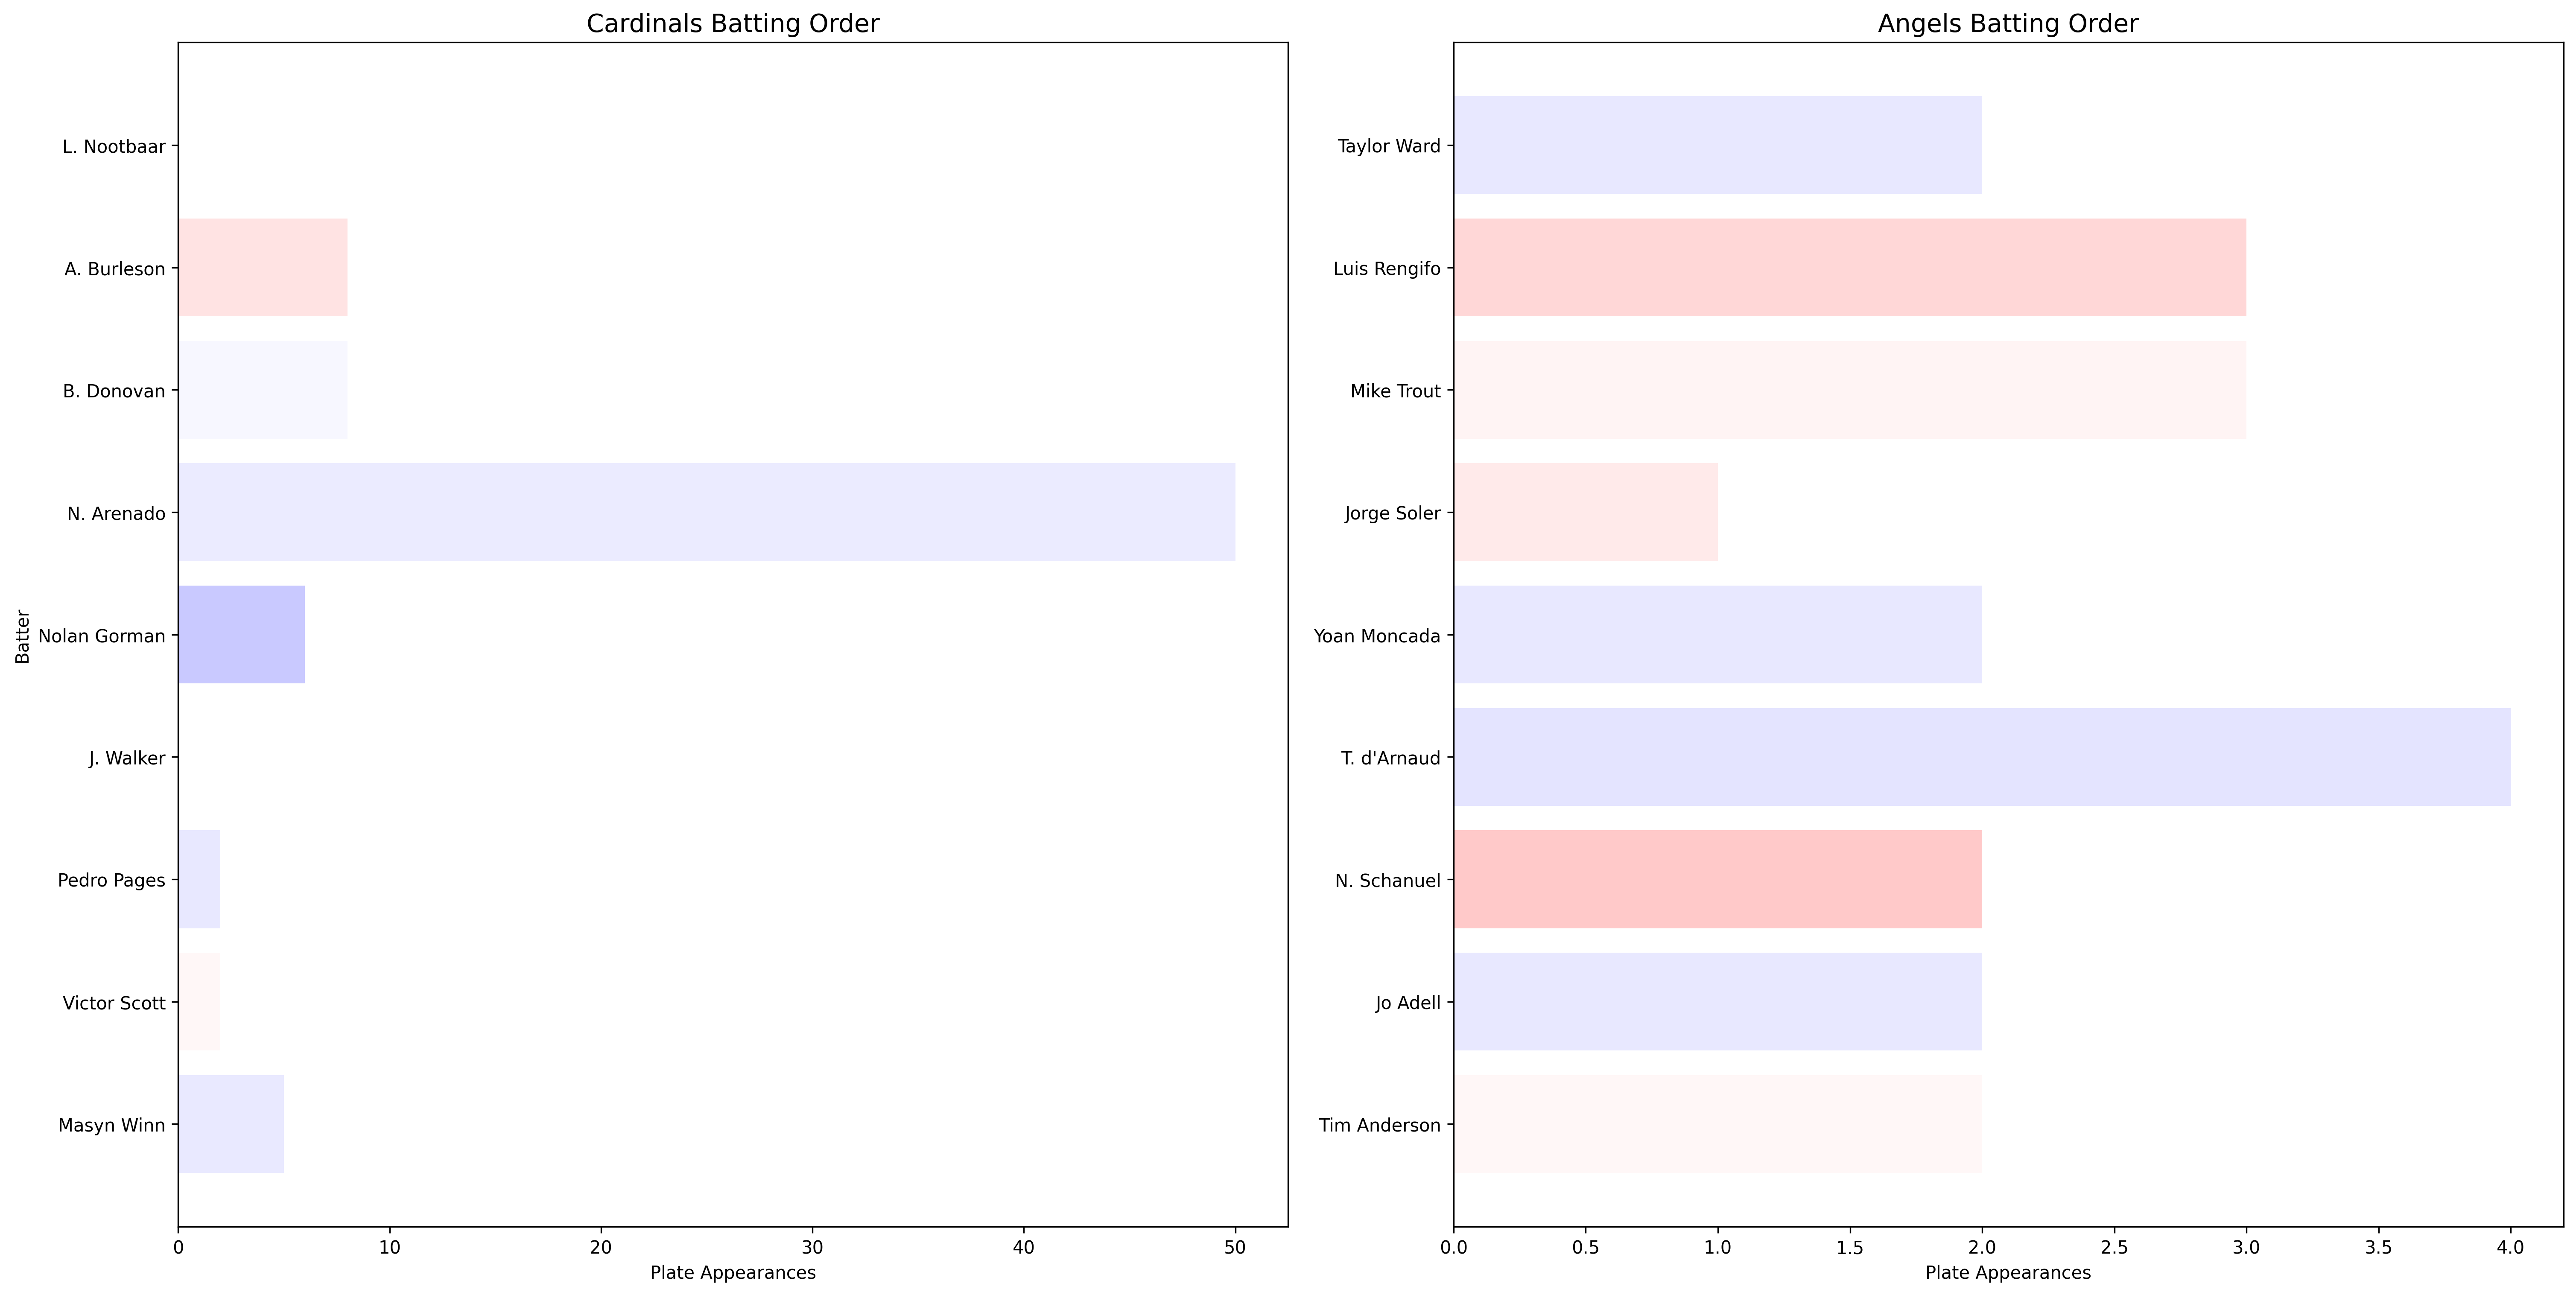 Cardinals Batting Order
L. Nootbaar
A. Burleson
B. Donovan
N. Arenado
Nolan Gorman
J. Walker
Pedro Pages
Victor Scott
Masyn Winn
Batter
0 10 20 30 40 50
Plate Appearances
Angels Batting Order
Taylor Ward
Luis Rengifo
Mike Trout
Jorge Soler
Yoan Moncada
T. d'Arnaud
N. Schanuel
Jo Adell
Tim Anderson
0.0 0.5 1.0 1.5 2.0 2.5 3.0 3.5 4.0
Plate Appearances